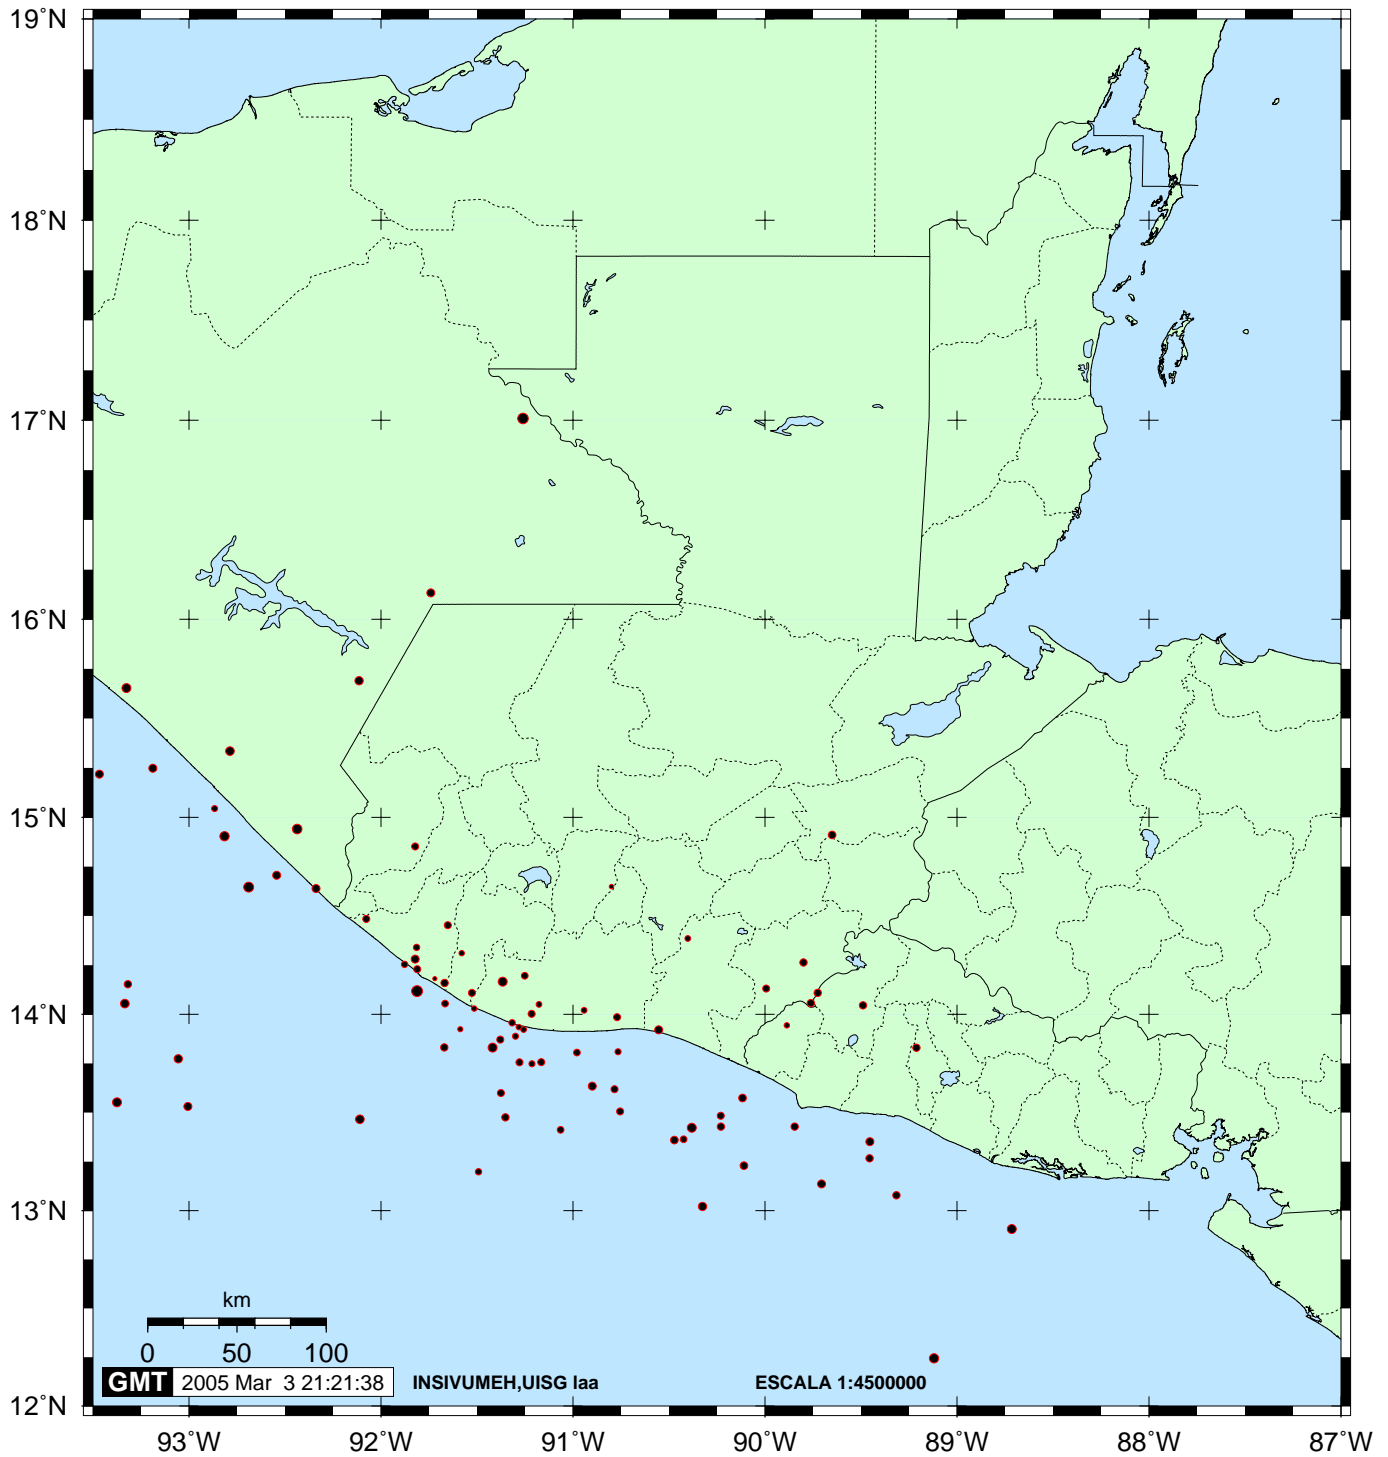 19°N
18°N
17°N
16°N
15°N
14°N
13°N
km
0 50 100
GMT 2005 Mar 3 21:21:38 INSIVUMEH,UISG laa ESCALA 1:4500000
12°N
93°W 92°W 91°W 90°W 89°W 88°W 87°W